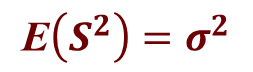 E(S²) = σ²